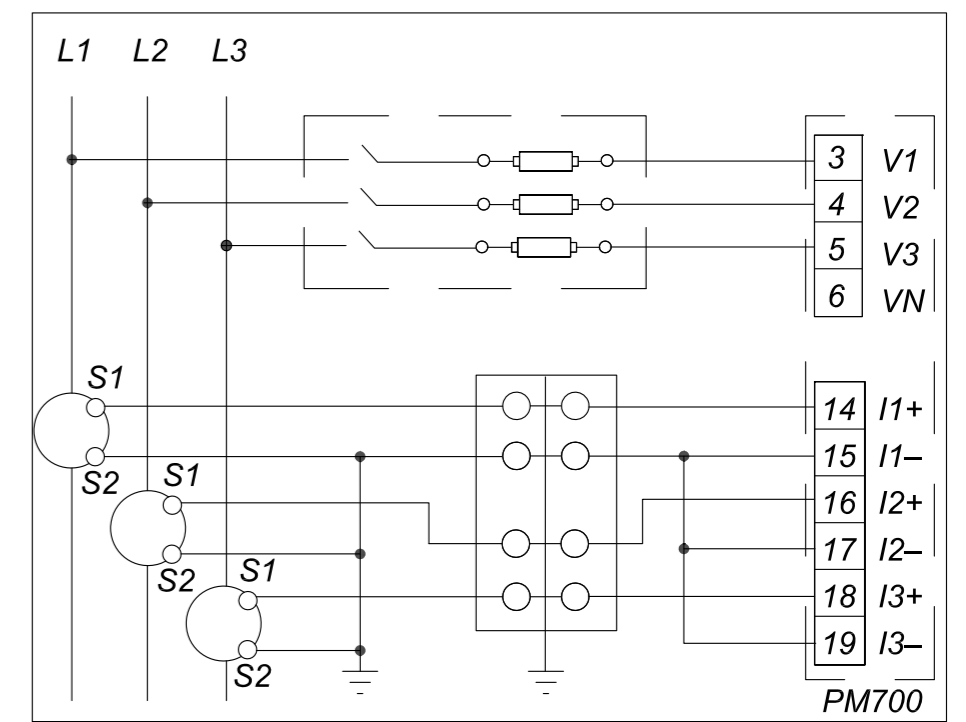 L1 L2 L3
3 V1
4 V2
5 V3
6 VN
S1
14 I1+
S2
15 I1–
S1
16 I2+
S2
17 I2–
S1
18 I3+
S2
19 I3–
PM700